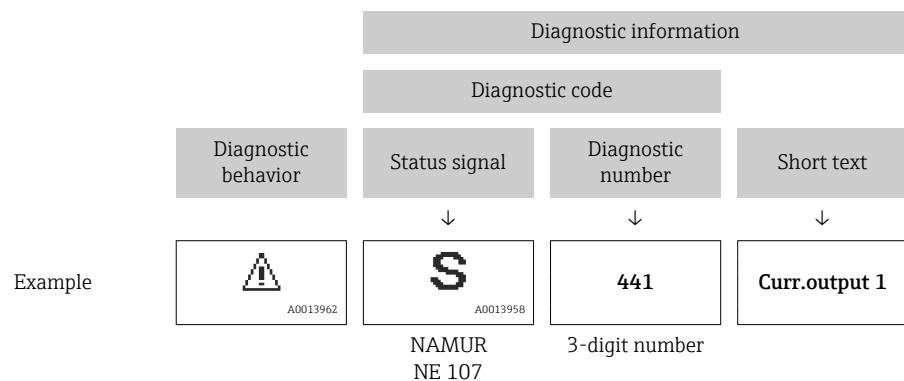 Diagnostic information
Diagnostic code
Diagnostic
behavior
Status signal
Diagnostic
number
Short text
↓
↓
↓
Example
⚠
A0013962
S
A0013958
441
Curr.output 1
NAMUR
NE 107
3-digit number